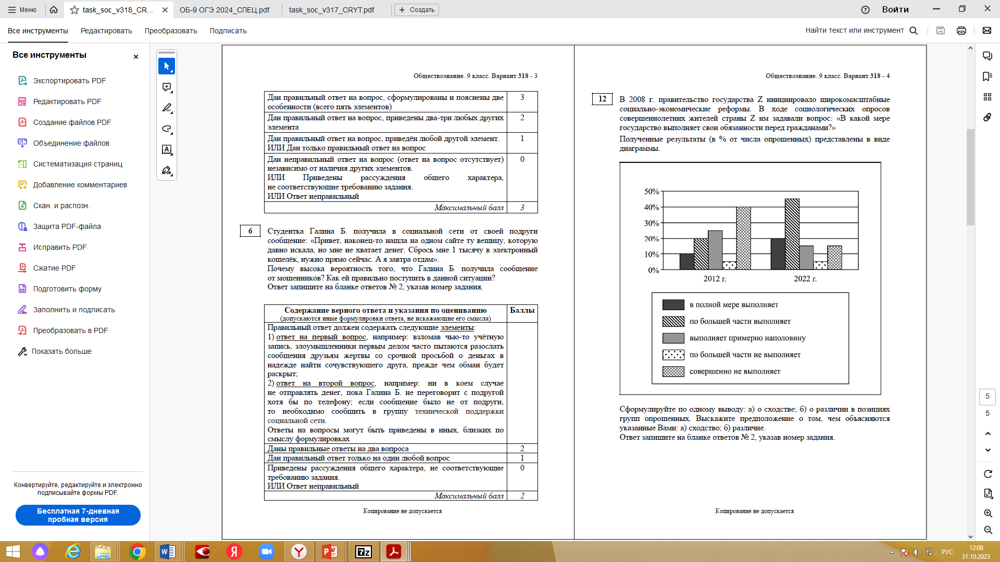 Меню
task_soc_v318_CR...
ОБ-9 ОГЭ 2024_СПЕЦ.pdf
task_soc_v317_CRYT.pdf
Создать
Войти
Все инструменты
Редактировать
Преобразовать
Подписать
Найти текст или инструмент
Все инструменты
Экспортировать PDF
Редактировать PDF
Создание файлов PDF
Объединение файлов
Систематизация страниц
Добавление комментариев
Скан. и распозн.
Защита PDF-файла
Исправить PDF
Сжатие PDF
Подготовить форму
Заполнить и подписать
Преобразовать в PDF
Показать больше
Конвертируйте, редактируйте и электронно
подписывайте формы PDF.
Бесплатная 7-дневная
пробная версия
Обществознание. 9 класс. Вариант 318 - 3
Дан правильный ответ на вопрос, сформулированы и пояснены две 3
особенности (всего пять элементов)
Дан правильный ответ на вопрос, приведены два-три любых других 2
элемента
Дан правильный ответ на вопрос, приведён любой другой элемент. 1
ИЛИ Дан только правильный ответ на вопрос
Дан неправильный ответ на вопрос (ответ на вопрос отсутствует) 0
независимо от наличия других элементов.
ИЛИ Приведены рассуждения общего характера,
не соответствующие требованию задания.
ИЛИ Ответ неправильный
Максимальный балл 3
6 Студентка Галина Б. получила в социальной сети от своей подруги
сообщение: «Привет, наконец-то нашла на одном сайте ту вещицу, которую
давно искала, но мне не хватает денег. Сбрось мне 1 тысячу в электронный
кошелёк, нужно прямо сейчас. А я завтра отдам».
Почему высока вероятность того, что Галина Б. получила сообщение
от мошенников? Как ей правильно поступить в данной ситуации?
Ответ запишите на бланке ответов № 2, указав номер задания.
Содержание верного ответа и указания по оцениванию Баллы
(допускаются иные формулировки ответа, не искажающие его смысла)
Правильный ответ должен содержать следующие элементы:
1) ответ на первый вопрос, например: взломав чью-то учётную
запись, злоумышленники первым делом часто пытаются разослать
сообщения друзьям жертвы со срочной просьбой о деньгах в
надежде найти сочувствующего друга, прежде чем обман будет
раскрыт;
2) ответ на второй вопрос, например: ни в коем случае
не отправлять денег, пока Галина Б. не переговорит с подругой
хотя бы по телефону; если сообщение было не от подруги,
то необходимо сообщить в группу технической поддержки
социальной сети.
Ответы на вопросы могут быть приведены в иных, близких по
смыслу формулировках
Даны правильные ответы на два вопроса 2
Дан правильный ответ только на один любой вопрос 1
Приведены рассуждения общего характера, не соответствующие 0
требованию задания.
ИЛИ Ответ неправильный
Максимальный балл 2
Копирование не допускается
Обществознание. 9 класс. Вариант 318 - 4
12 В 2008 г. правительство государства Z инициировало широкомасштабные
социально-экономические реформы. В ходе социологических опросов
совершеннолетних жителей страны Z им задавали вопрос: «В какой мере
государство выполняет свои обязанности перед гражданами?»
Полученные результаты (в % от числа опрошенных) представлены в виде
диаграммы.
50%
40%
30%
20%
10%
0%
2012 г. 2022 г.
в полной мере выполняет
по большей части выполняет
выполняет примерно наполовину
по большей части не выполняет
совершенно не выполняет
Сформулируйте по одному выводу: а) о сходстве; б) о различии в позициях
групп опрошенных. Выскажите предположение о том, чем объясняются
указанные Вами: а) сходство; б) различие.
Ответ запишите на бланке ответов № 2, указав номер задания.
Копирование не допускается
5
5
РУС
12:08
31.10.2023